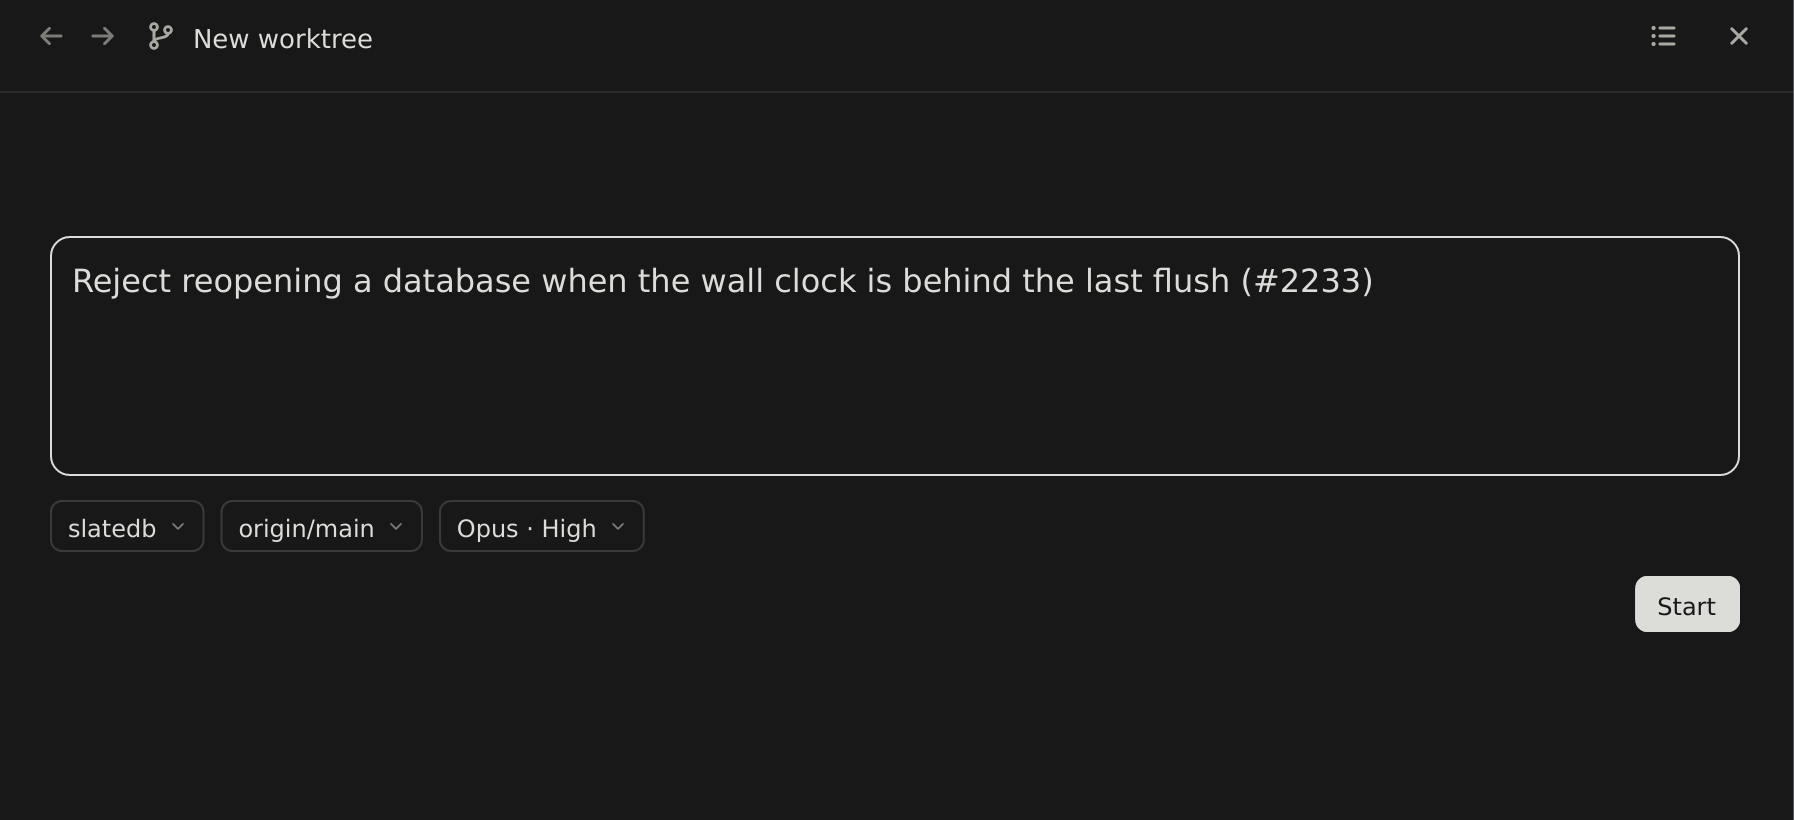 New worktree
Reject reopening a database when the wall clock is behind the last flush (#2233)
slatedb
origin/main
Opus · High
Start